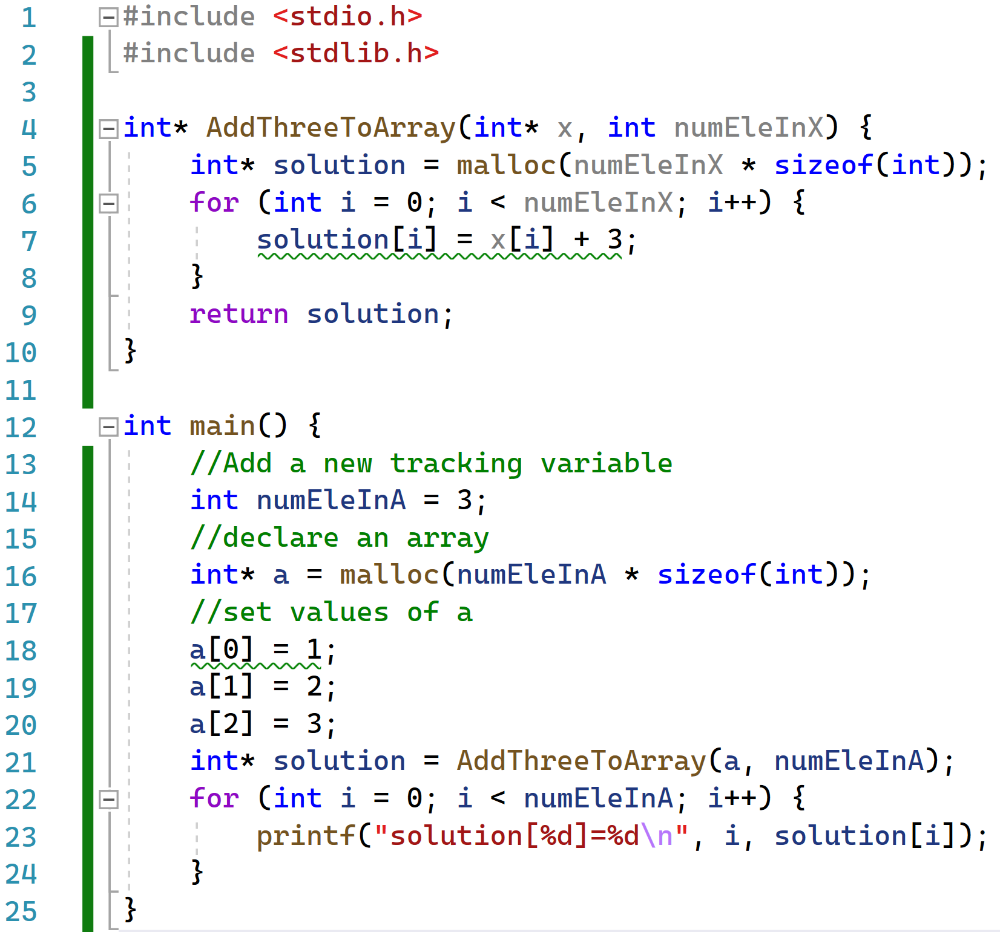 1 #include <stdio.h>
2 #include <stdlib.h>
3
4 int* AddThreeToArray(int* x, int numEleInX) {
5     int* solution = malloc(numEleInX * sizeof(int));
6     for (int i = 0; i < numEleInX; i++) {
7         solution[i] = x[i] + 3;
8     }
9     return solution;
10 }
11
12 int main() {
13     //Add a new tracking variable
14     int numEleInA = 3;
15     //declare an array
16     int* a = malloc(numEleInA * sizeof(int));
17     //set values of a
18     a[0] = 1;
19     a[1] = 2;
20     a[2] = 3;
21     int* solution = AddThreeToArray(a, numEleInA);
22     for (int i = 0; i < numEleInA; i++) {
23         printf("solution[%d]=%d\n", i, solution[i]);
24     }
25 }